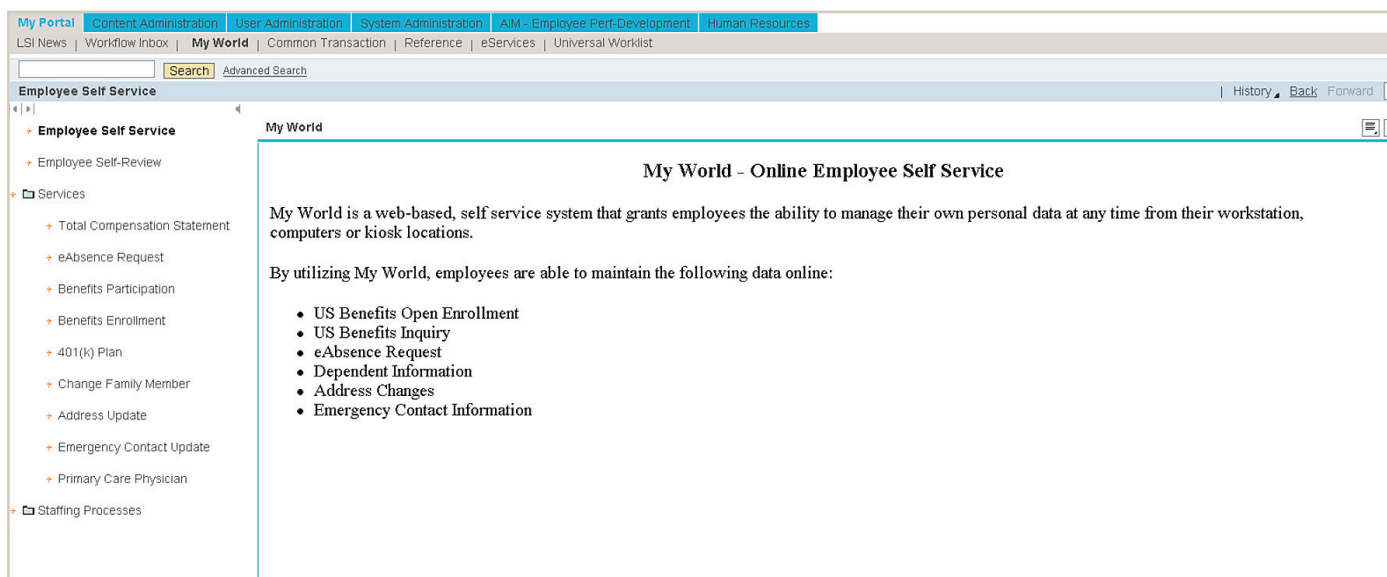 My Portal Content Administration User Administration System Administration AIM - Employee Perf-Development Human Resources
LSI News | Workflow Inbox | My World | Common Transaction | Reference | eServices | Universal Worklist
Search Advanced Search
Employee Self Service | History Back Forward
Employee Self Service
Employee Self-Review
Services
Total Compensation Statement
eAbsence Request
Benefits Participation
Benefits Enrollment
401(k) Plan
Change Family Member
Address Update
Emergency Contact Update
Primary Care Physician
Staffing Processes
My World
My World - Online Employee Self Service
My World is a web-based, self service system that grants employees the ability to manage their own personal data at any time from their workstation,
computers or kiosk locations.
By utilizing My World, employees are able to maintain the following data online:
• US Benefits Open Enrollment
• US Benefits Inquiry
• eAbsence Request
• Dependent Information
• Address Changes
• Emergency Contact Information